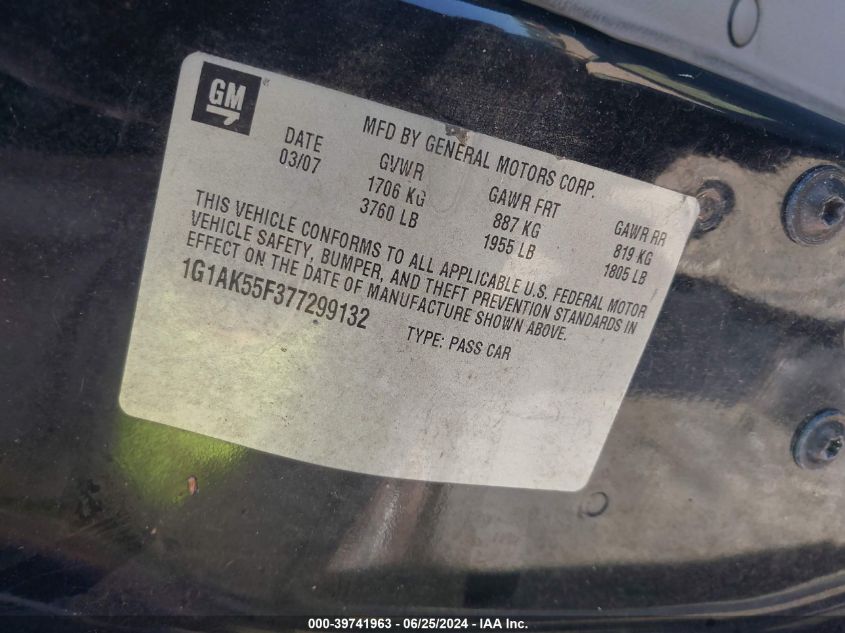 GM
MFD BY GENERAL MOTORS CORP.
DATE GVWR GAWR FRT GAWR RR
03/07 1706 KG 887 KG 819 KG
3760 LB 1955 LB 1805 LB
THIS VEHICLE CONFORMS TO ALL APPLICABLE U.S. FEDERAL MOTOR
VEHICLE SAFETY, BUMPER, AND THEFT PREVENTION STANDARDS IN
EFFECT ON THE DATE OF MANUFACTURE SHOWN ABOVE.
1G1AK55F377299132 TYPE: PASS CAR
000-39741963 - 06/25/2024 - IAA Inc.